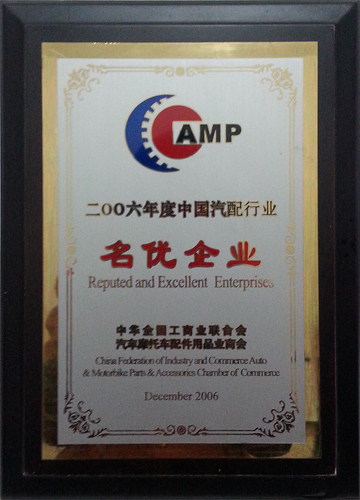 AMP
二OO六年度中国汽配行业
名优企业
Reputed and Excellent Enterprises
中华全国工商业联合会
汽车摩托车配件用品业商会
China Federation of Industry and Commerce Auto
& Motorbike Parts & Accessories Chamber of Commerce
December 2006